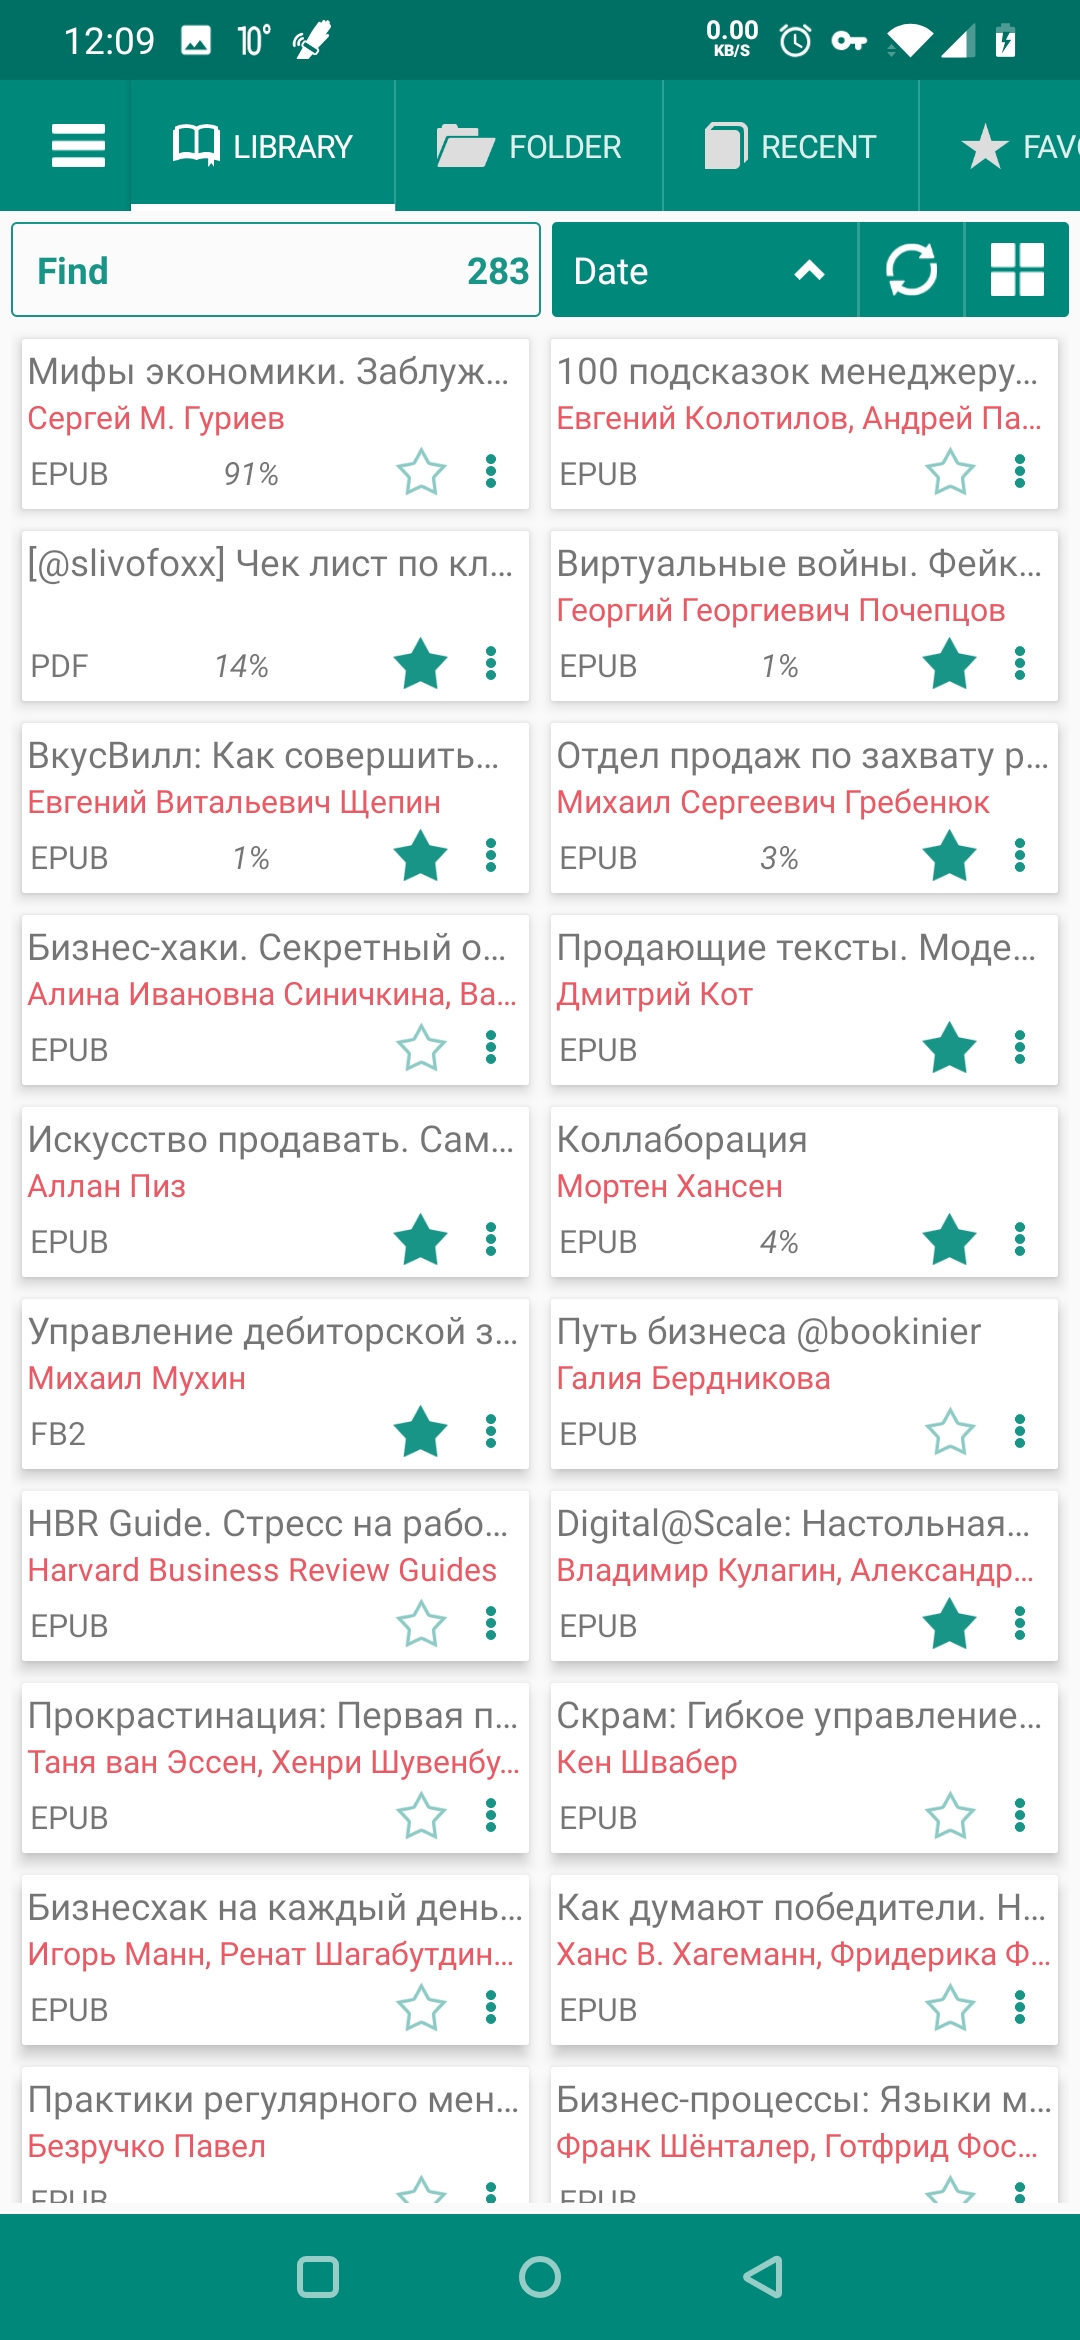 12:09 10° 0.00 KB/S
LIBRARY FOLDER RECENT FAV
Find 283 Date
Мифы экономики. Заблуж...
Сергей М. Гуриев
EPUB 91%
100 подсказок менеджеру...
Евгений Колотилов, Андрей Па...
EPUB
[@slivofoxx] Чек лист по кл...
PDF 14%
Виртуальные войны. Фейк...
Георгий Георгиевич Почепцов
EPUB 1%
ВкусВилл: Как совершить...
Евгений Витальевич Щепин
EPUB 1%
Отдел продаж по захвату р...
Михаил Сергеевич Гребенюк
EPUB 3%
Бизнес-хаки. Секретный о...
Алина Ивановна Синичкина, Ва...
EPUB
Продающие тексты. Моде...
Дмитрий Кот
EPUB
Искусство продавать. Сам...
Аллан Пиз
EPUB
Коллаборация
Мортен Хансен
EPUB 4%
Управление дебиторской з...
Михаил Мухин
FB2
Путь бизнеса @bookinier
Галия Бердникова
EPUB
HBR Guide. Стресс на рабо...
Harvard Business Review Guides
EPUB
Digital@Scale: Настольная...
Владимир Кулагин, Александр...
EPUB
Прокрастинация: Первая п...
Таня ван Эссен, Хенри Шувенбу...
EPUB
Скрам: Гибкое управление...
Кен Швабер
EPUB
Бизнесхак на каждый день...
Игорь Манн, Ренат Шагабутдин...
EPUB
Как думают победители. Н...
Ханс В. Хагеманн, Фридерика Ф...
EPUB
Практики регулярного мен...
Безручко Павел
EPUB
Бизнес-процессы: Языки м...
Франк Шёнталер, Готфрид Фос...
EPUB